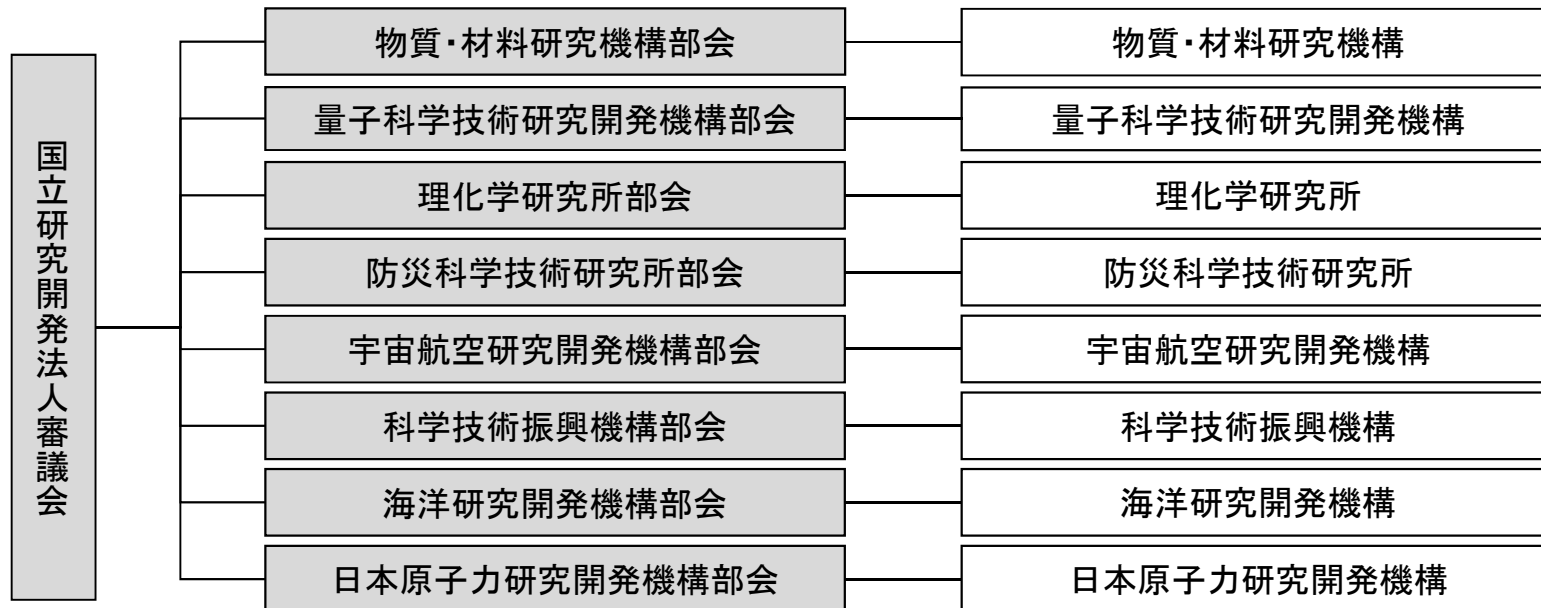 国立研究開発法人審議会
物質・材料研究機構部会
物質・材料研究機構
量子科学技術研究開発機構部会
量子科学技術研究開発機構
理化学研究所部会
理化学研究所
防災科学技術研究所部会
防災科学技術研究所
宇宙航空研究開発機構部会
宇宙航空研究開発機構
科学技術振興機構部会
科学技術振興機構
海洋研究開発機構部会
海洋研究開発機構
日本原子力研究開発機構部会
日本原子力研究開発機構